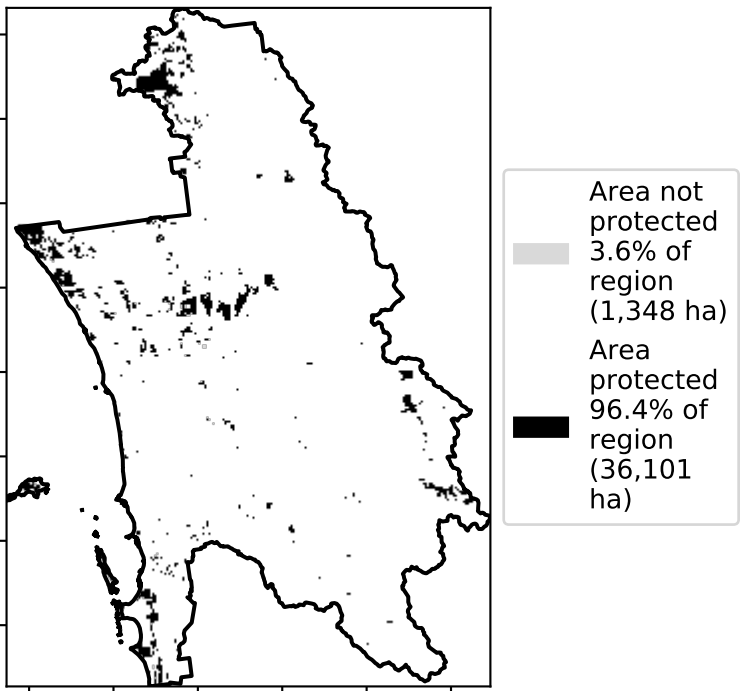 Area not
protected
3.6% of
region
(1,348 ha)
Area
protected
96.4% of
region
(36,101
ha)